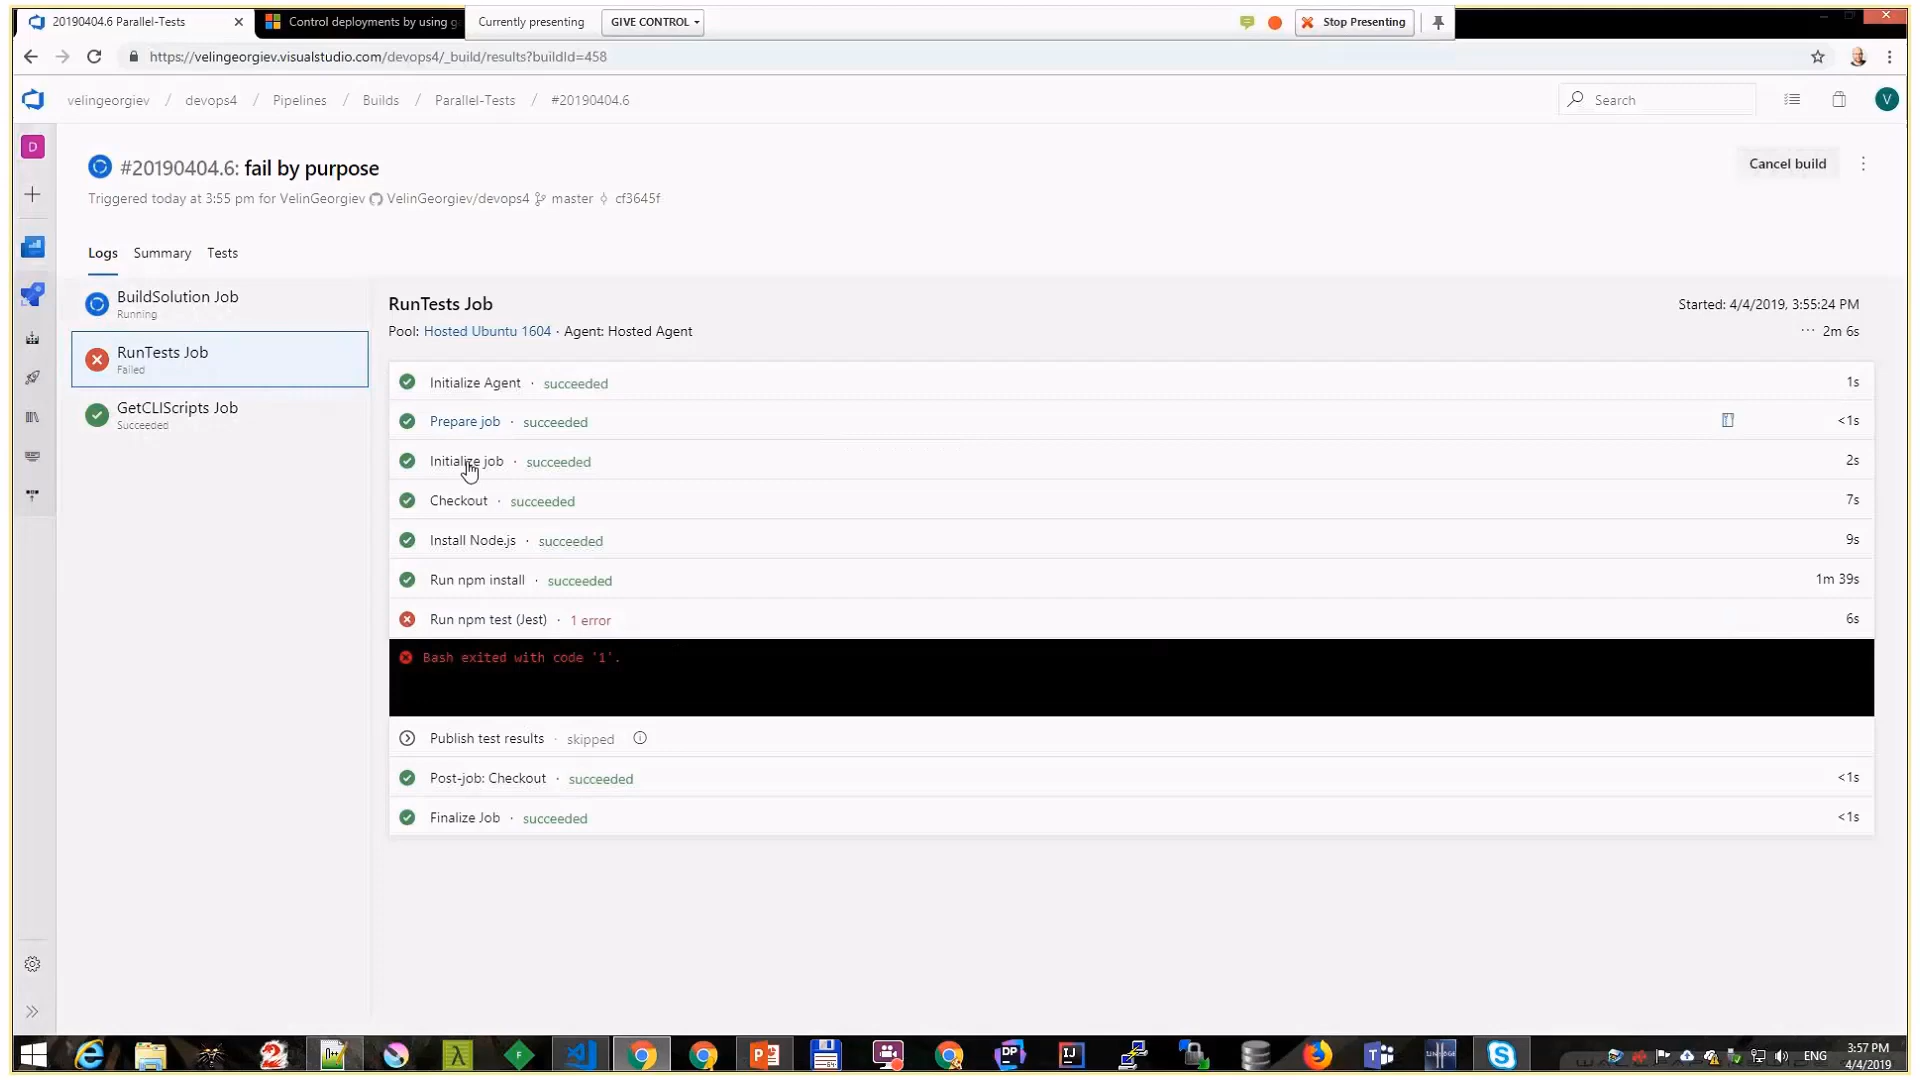 20190404.6 Parallel-Tests
Control deployments by using g
Currently presenting
GIVE CONTROL
Stop Presenting
https://velingeorgiev.visualstudio.com/devops4/_build/results?buildId=458
velingeorgiev / devops4 / Pipelines / Builds / Parallel-Tests / #20190404.6
Search
V
D
#20190404.6: fail by purpose
Cancel build
Triggered today at 3:55 pm for VelinGeorgiev VelinGeorgiev/devops4 master cf3645f
Logs Summary Tests
BuildSolution Job
Running
RunTests Job
Failed
GetCLIScripts Job
Succeeded
RunTests Job
Started: 4/4/2019, 3:55:24 PM
Pool: Hosted Ubuntu 1604 · Agent: Hosted Agent
··· 2m 6s
Initialize Agent · succeeded 1s
Prepare job · succeeded <1s
Initialize job · succeeded 2s
Checkout · succeeded 7s
Install Node.js · succeeded 9s
Run npm install · succeeded 1m 39s
Run npm test (Jest) · 1 error 6s
Bash exited with code '1'.
Publish test results · skipped
Post-job: Checkout · succeeded <1s
Finalize Job · succeeded <1s
ENG
3:57 PM
4/4/2019